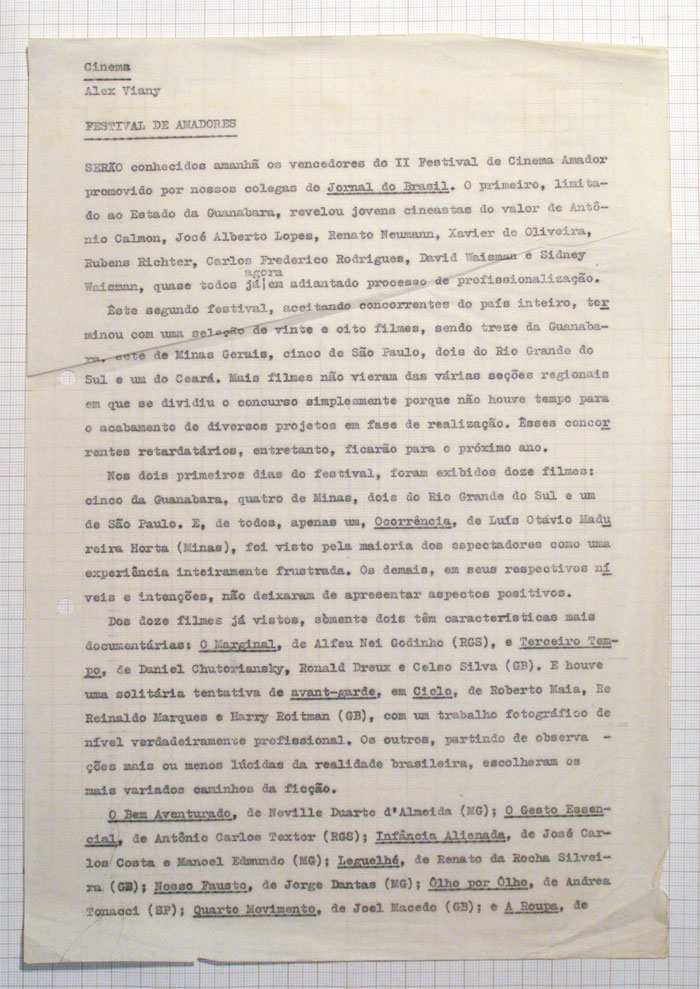 Cinema
Alex Viany
FESTIVAL DE AMADORES
SERÃO conhecidos amanhã os vencedores do II Festival de Cinema Amador
promovido por nossos colegas do Jornal do Brasil. O primeiro, limita-
do ao Estado da Guanabara, revelou jovens cineastas do valor de Antô-
nio Calmon, José Alberto Lopes, Renato Neumann, Xavier de Oliveira,
Rubens Richter, Carlos Frederico Rodrigues, David Waisman e Sidney
agora
Waisman, quase todos já|em adiantado processo de profissionalização.
Êste segundo festival, aceitando concorrentes do país inteiro, ter
minou com uma seleção de vinte e oito filmes, sendo treze da Guanaba-
ra, sete de Minas Gerais, cinco de São Paulo, dois do Rio Grande do
Sul e um do Ceará. Mais filmes não vieram das várias seções regionais
em que se dividiu o concurso simplesmente porque não houve tempo para
o acabamento de diversos projetos em fase de realização. Êsses concor
rentes retardatários, entretanto, ficarão para o próximo ano.
Nos dois primeiros dias do festival, foram exibidos doze filmes:
cinco da Guanabara, quatro de Minas, dois do Rio Grande do Sul e um
de São Paulo. E, de todos, apenas um, Ocorrência, de Luís Otávio Madu
reira Horta (Minas), foi visto pela maioria dos espectadores como uma
experiência inteiramente frustrada. Os demais, em seus respectivos ní
veis e intenções, não deixaram de apresentar aspectos positivos.
Dos doze filmes já vistos, sòmente dois têm características mais
documentárias: O Marginal, de Alfeu Nei Godinho (RGS), e Terceiro Tem-
po, de Daniel Chutoriansky, Ronald Dreux e Celso Silva (GB). E houve
uma solitária tentativa de avant-garde, em Ciclo, de Roberto Maia, Re
Reinaldo Marques e Harry Roitman (GB), com um trabalho fotográfico de
nível verdadeiramente profissional. Os outros, partindo de observa -
ções mais ou menos lúcidas da realidade brasileira, escolheram os
mais variados caminhos da ficção.
O Bem Aventurado, de Neville Duarte d'Almeida (MG); O Gesto Essen-
cial, de Antônio Carlos Textor (RGS); Infância Alienada, de José Car-
los Costa e Manoel Edmundo (MG); Leguelhé, de Renato da Rocha Silvei-
ra (GB); Nosso Fausto, de Jorge Dantas (MG); Ôlho por Ôlho, de Andrea
Tonacci (SP); Quarto Movimento, de Joel Macedo (GB); e A Roupa, de